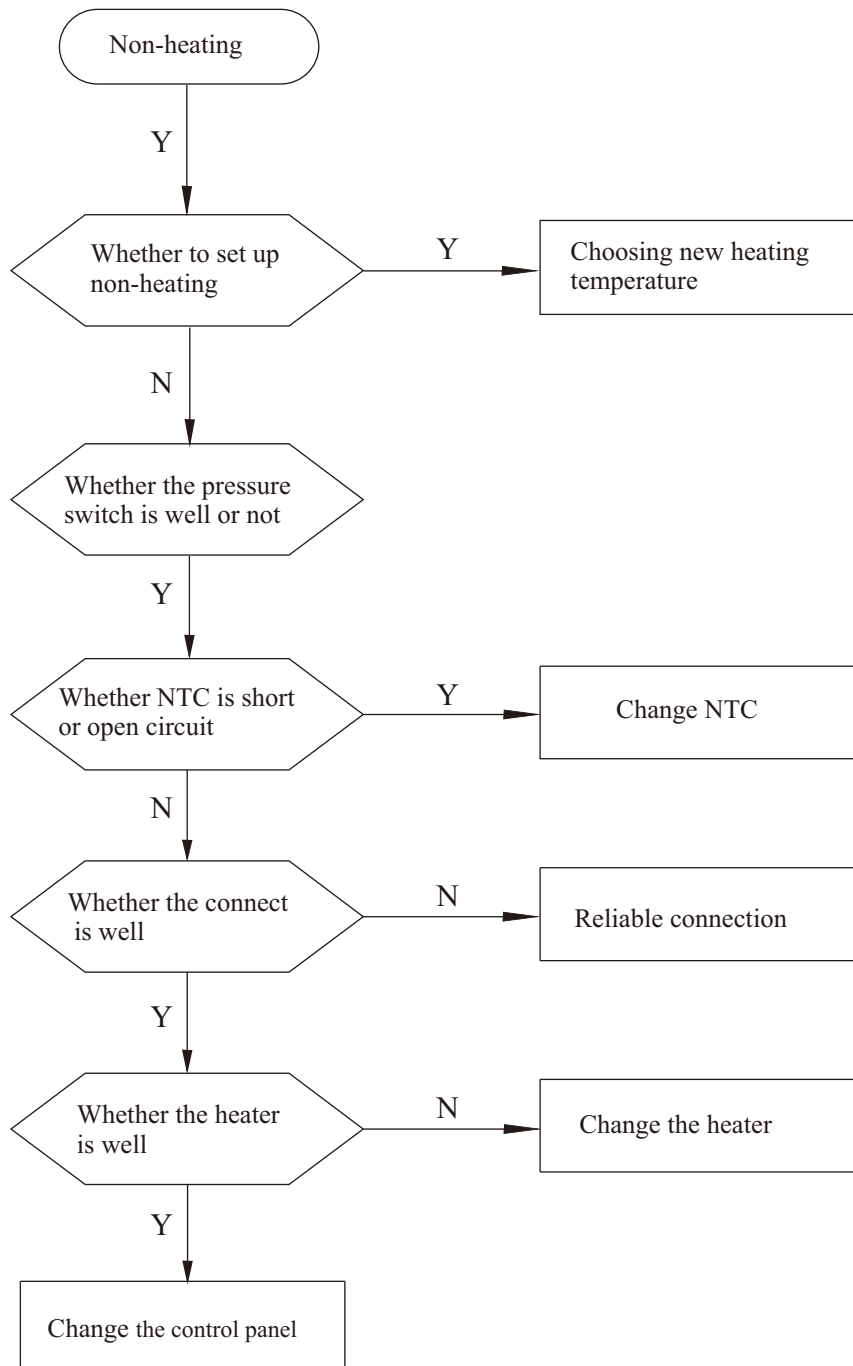 Non-heating
Y
Whether to set up
non-heating
Y
Choosing new heating
temperature
N
Whether the pressure
switch is well or not
Y
Whether NTC is short
or open circuit
Y
Change NTC
N
Whether the connect
is well
N
Reliable connection
Y
Whether the heater
is well
N
Change the heater
Y
Change the control panel